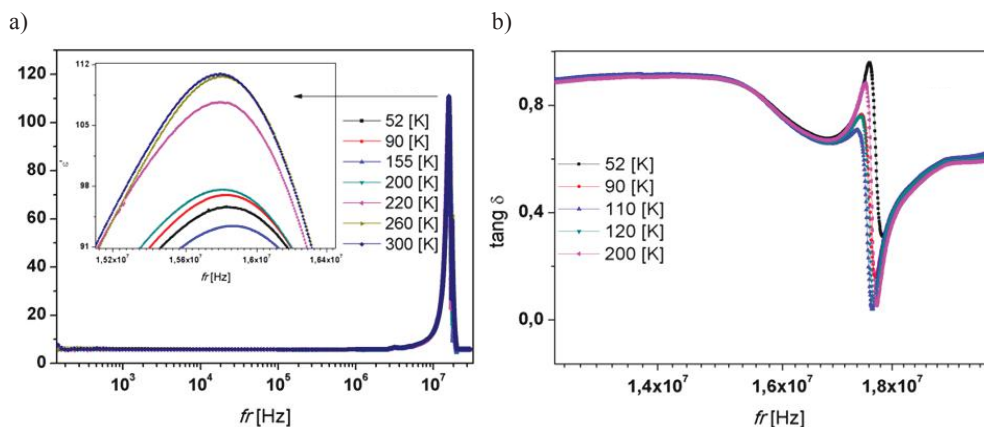 a)
120
100
80
60
40
20
0
112
105
98
91
ε'
1,52x10⁷
1,56x10⁷
1,6x10⁷
1,64x10⁷
fr [Hz]
52 [K]
90 [K]
155 [K]
200 [K]
220 [K]
260 [K]
300 [K]
10³
10⁴
10⁵
10⁶
10⁷
fr [Hz]
b)
tang δ
0,8
0,4
0,0
52 [K]
90 [K]
110 [K]
120 [K]
200 [K]
1,4x10⁷
1,6x10⁷
1,8x10⁷
fr [Hz]